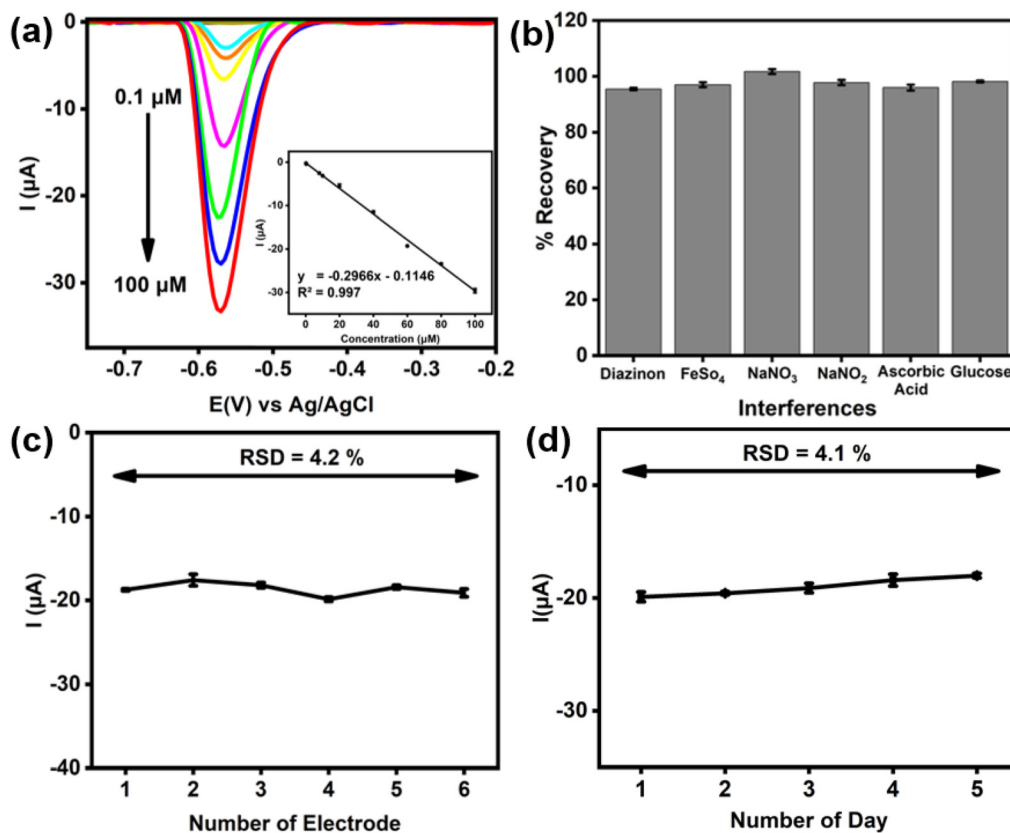 (a)
0
-10
-20
-30
I (µA)
0.1 µM
100 µM
-0.7
-0.6
-0.5
-0.4
-0.3
-0.2
E(V) vs Ag/AgCl
0
-10
-20
-30
I (µA)
y = -0.2966x - 0.1146
R² = 0.997
0
20
40
60
80
100
Concentration (µM)
(b)
120
100
80
60
40
20
0
% Recovery
Diazinon
FeSo₄
NaNO₃
NaNO₂
Ascorbic
Acid
Glucose
Interferences
(c)
0
-10
-20
-30
-40
I (µA)
RSD = 4.2 %
1
2
3
4
5
6
Number of Electrode
(d)
-10
-20
-30
I(µA)
RSD = 4.1 %
1
2
3
4
5
Number of Day